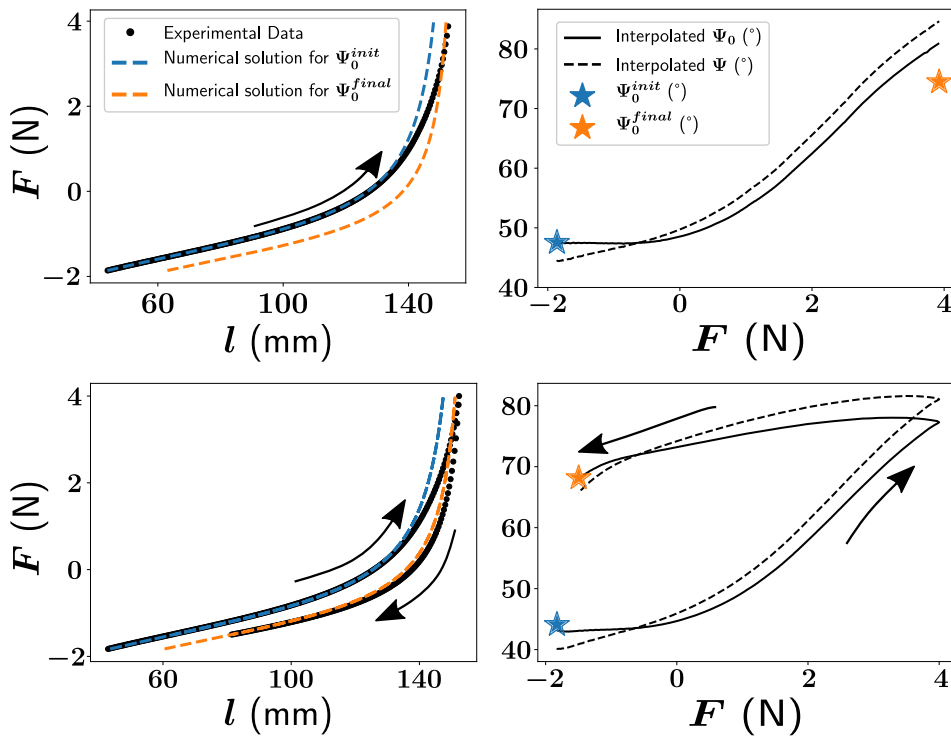 4
2
0
−2
F (N)
Experimental Data
Numerical solution for Ψ₀ⁱⁿⁱᵗ
Numerical solution for Ψ₀ᶠⁱⁿᵃˡ
60
100
140
l (mm)
80
70
60
50
40
Interpolated Ψ₀ (°)
Interpolated Ψ (°)
Ψ₀ⁱⁿⁱᵗ (°)
Ψ₀ᶠⁱⁿᵃˡ (°)
−2
0
2
4
F (N)
4
2
0
−2
F (N)
60
100
140
l (mm)
80
70
60
50
40
−2
0
2
4
F (N)